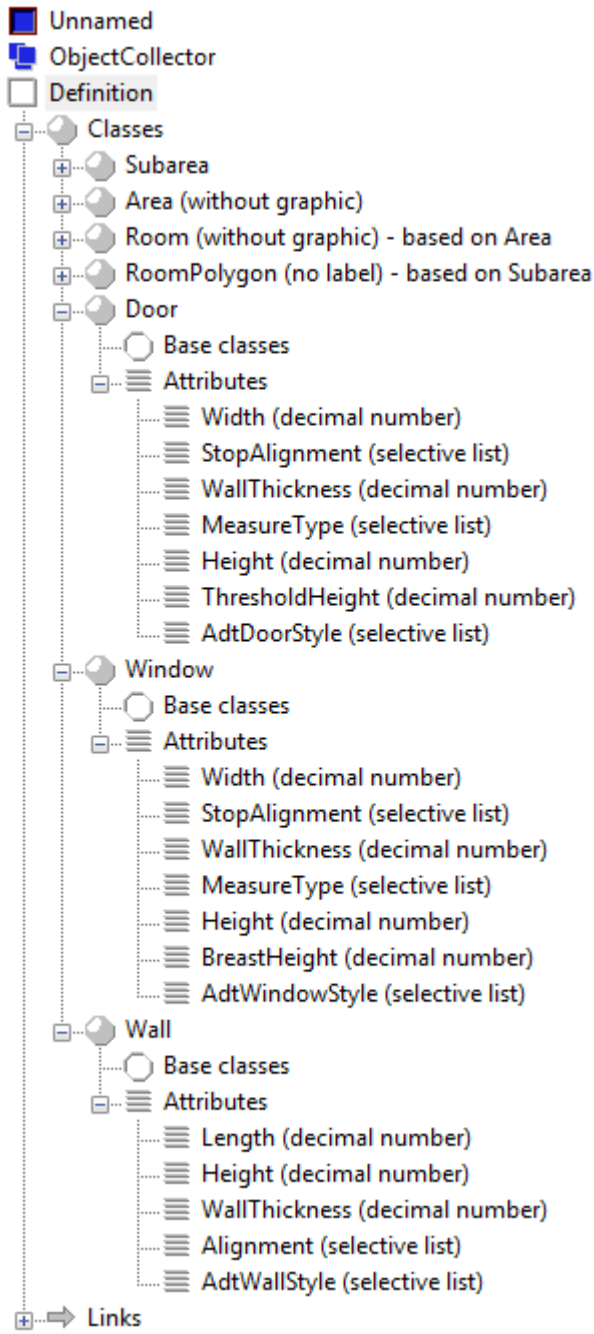 Unnamed
ObjectCollector
Definition
Classes
Subarea
Area (without graphic)
Room (without graphic) - based on Area
RoomPolygon (no label) - based on Subarea
Door
Base classes
Attributes
Width (decimal number)
StopAlignment (selective list)
WallThickness (decimal number)
MeasureType (selective list)
Height (decimal number)
ThresholdHeight (decimal number)
AdtDoorStyle (selective list)
Window
Base classes
Attributes
Width (decimal number)
StopAlignment (selective list)
WallThickness (decimal number)
MeasureType (selective list)
Height (decimal number)
BreastHeight (decimal number)
AdtWindowStyle (selective list)
Wall
Base classes
Attributes
Length (decimal number)
Height (decimal number)
WallThickness (decimal number)
Alignment (selective list)
AdtWallStyle (selective list)
Links